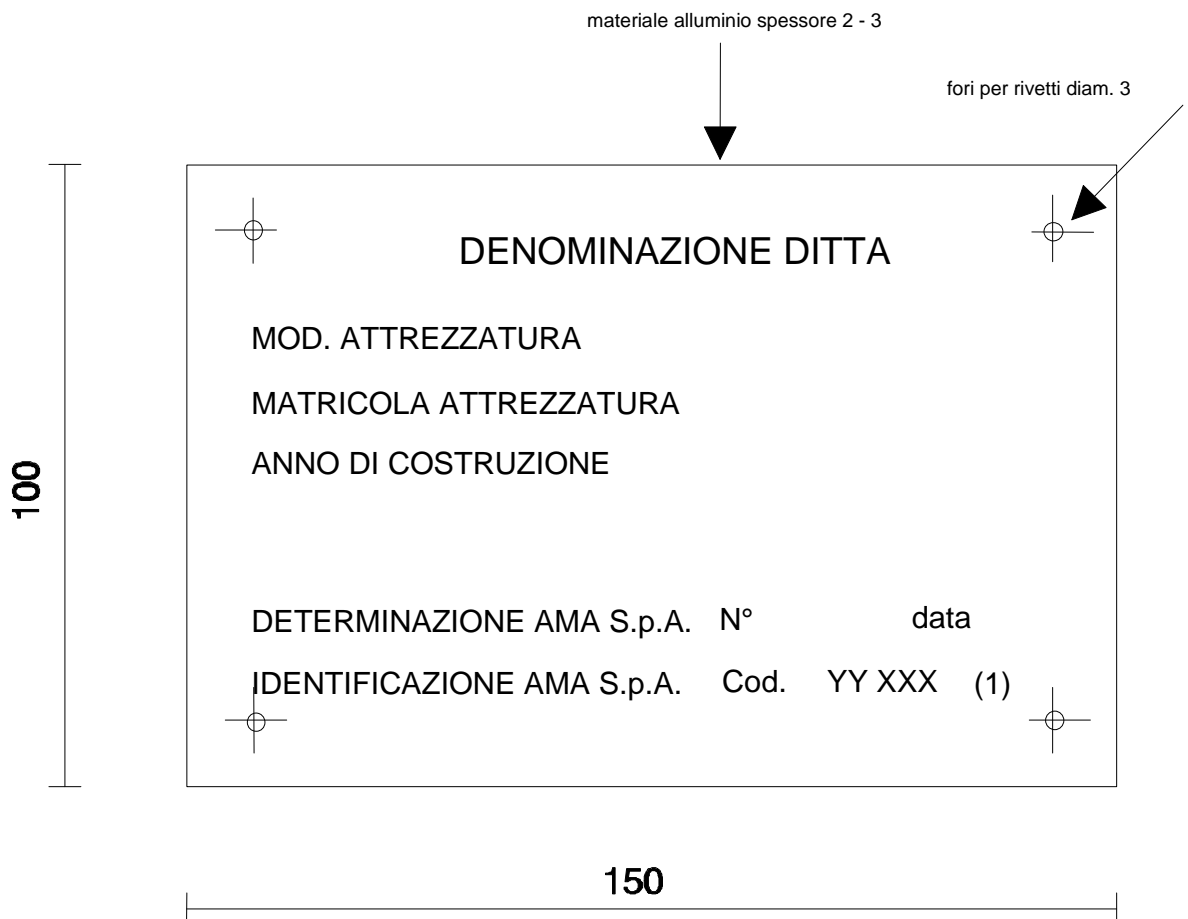 materiale alluminio spessore 2 - 3
fori per rivetti diam. 3
DENOMINAZIONE DITTA
MOD. ATTREZZATURA
MATRICOLA ATTREZZATURA
ANNO DI COSTRUZIONE
100
DETERMINAZIONE AMA S.p.A. N° data
IDENTIFICAZIONE AMA S.p.A. Cod. YY XXX (1)
150